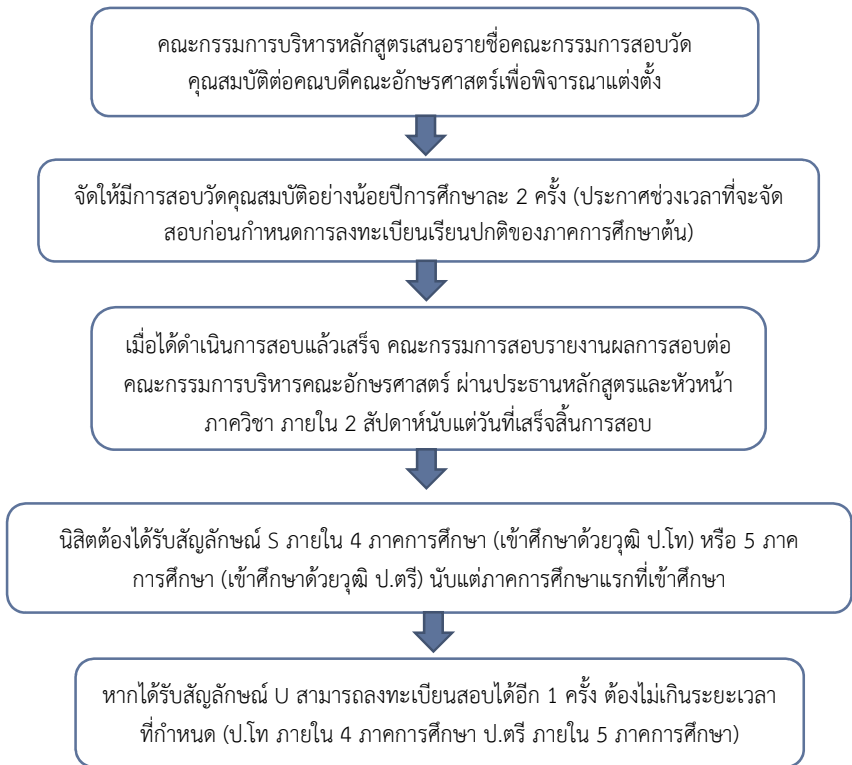 คณะกรรมการบริหารหลักสูตรเสนอรายชื่อคณะกรรมการสอบวัด
คุณสมบัติต่อคณบดีคณะอักษรศาสตร์เพื่อพิจารณาแต่งตั้ง
จัดให้มีการสอบวัดคุณสมบัติอย่างน้อยปีการศึกษาละ 2 ครั้ง (ประกาศช่วงเวลาที่จะจัด
สอบก่อนกำหนดการลงทะเบียนเรียนปกติของภาคการศึกษาต้น)
เมื่อได้ดำเนินการสอบแล้วเสร็จ คณะกรรมการสอบรายงานผลการสอบต่อ
คณะกรรมการบริหารคณะอักษรศาสตร์ ผ่านประธานหลักสูตรและหัวหน้า
ภาควิชา ภายใน 2 สัปดาห์นับแต่วันที่เสร็จสิ้นการสอบ
นิสิตต้องได้รับสัญลักษณ์ S ภายใน 4 ภาคการศึกษา (เข้าศึกษาด้วยวุฒิ ป.โท) หรือ 5 ภาค
การศึกษา (เข้าศึกษาด้วยวุฒิ ป.ตรี) นับแต่ภาคการศึกษาแรกที่เข้าศึกษา
หากได้รับสัญลักษณ์ U สามารถลงทะเบียนสอบได้อีก 1 ครั้ง ต้องไม่เกินระยะเวลา
ที่กำหนด (ป.โท ภายใน 4 ภาคการศึกษา ป.ตรี ภายใน 5 ภาคการศึกษา)